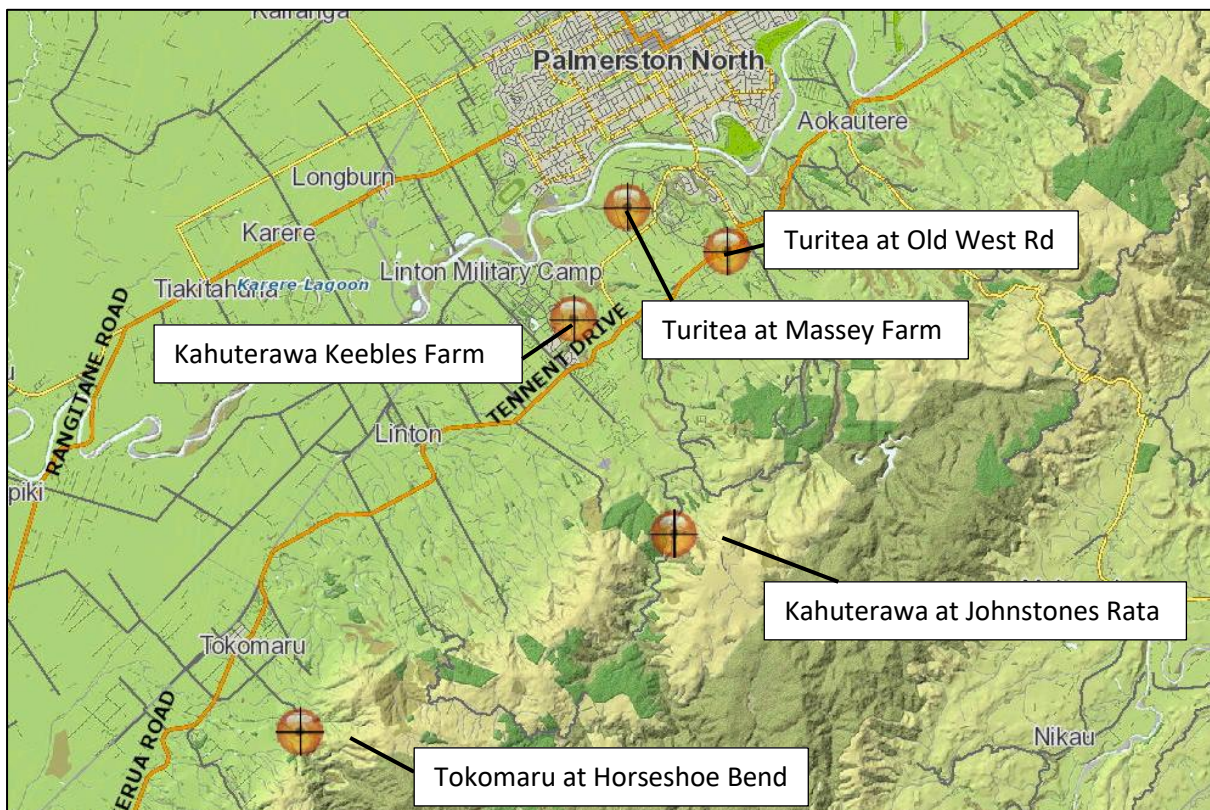 Kairanga
Palmerston North
Aokautere
Longburn
Karere
Turitea at Old West Rd
Linton Military Camp
Tiakitahuna
Karere Lagoon
RANGITANE ROAD
Turitea at Massey Farm
Kahuterawa Keebles Farm
TENNENT DRIVE
Linton
piki
Kahuterawa at Johnstones Rata
Tokomaru
Nikau
ERUA ROAD
Tokomaru at Horseshoe Bend